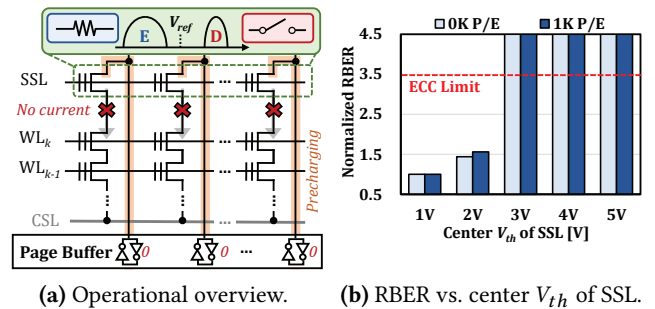 E
V_ref
D
SSL
No current
WL_k
WL_k-1
CSL
Precharging
Page Buffer
0
0
0
(a) Operational overview.
Normalized RBER
4.5
3.5
2.5
1.5
0.5
0K P/E
1K P/E
ECC Limit
1V 2V 3V 4V 5V
Center V_th of SSL [V]
(b) RBER vs. center V_th of SSL.